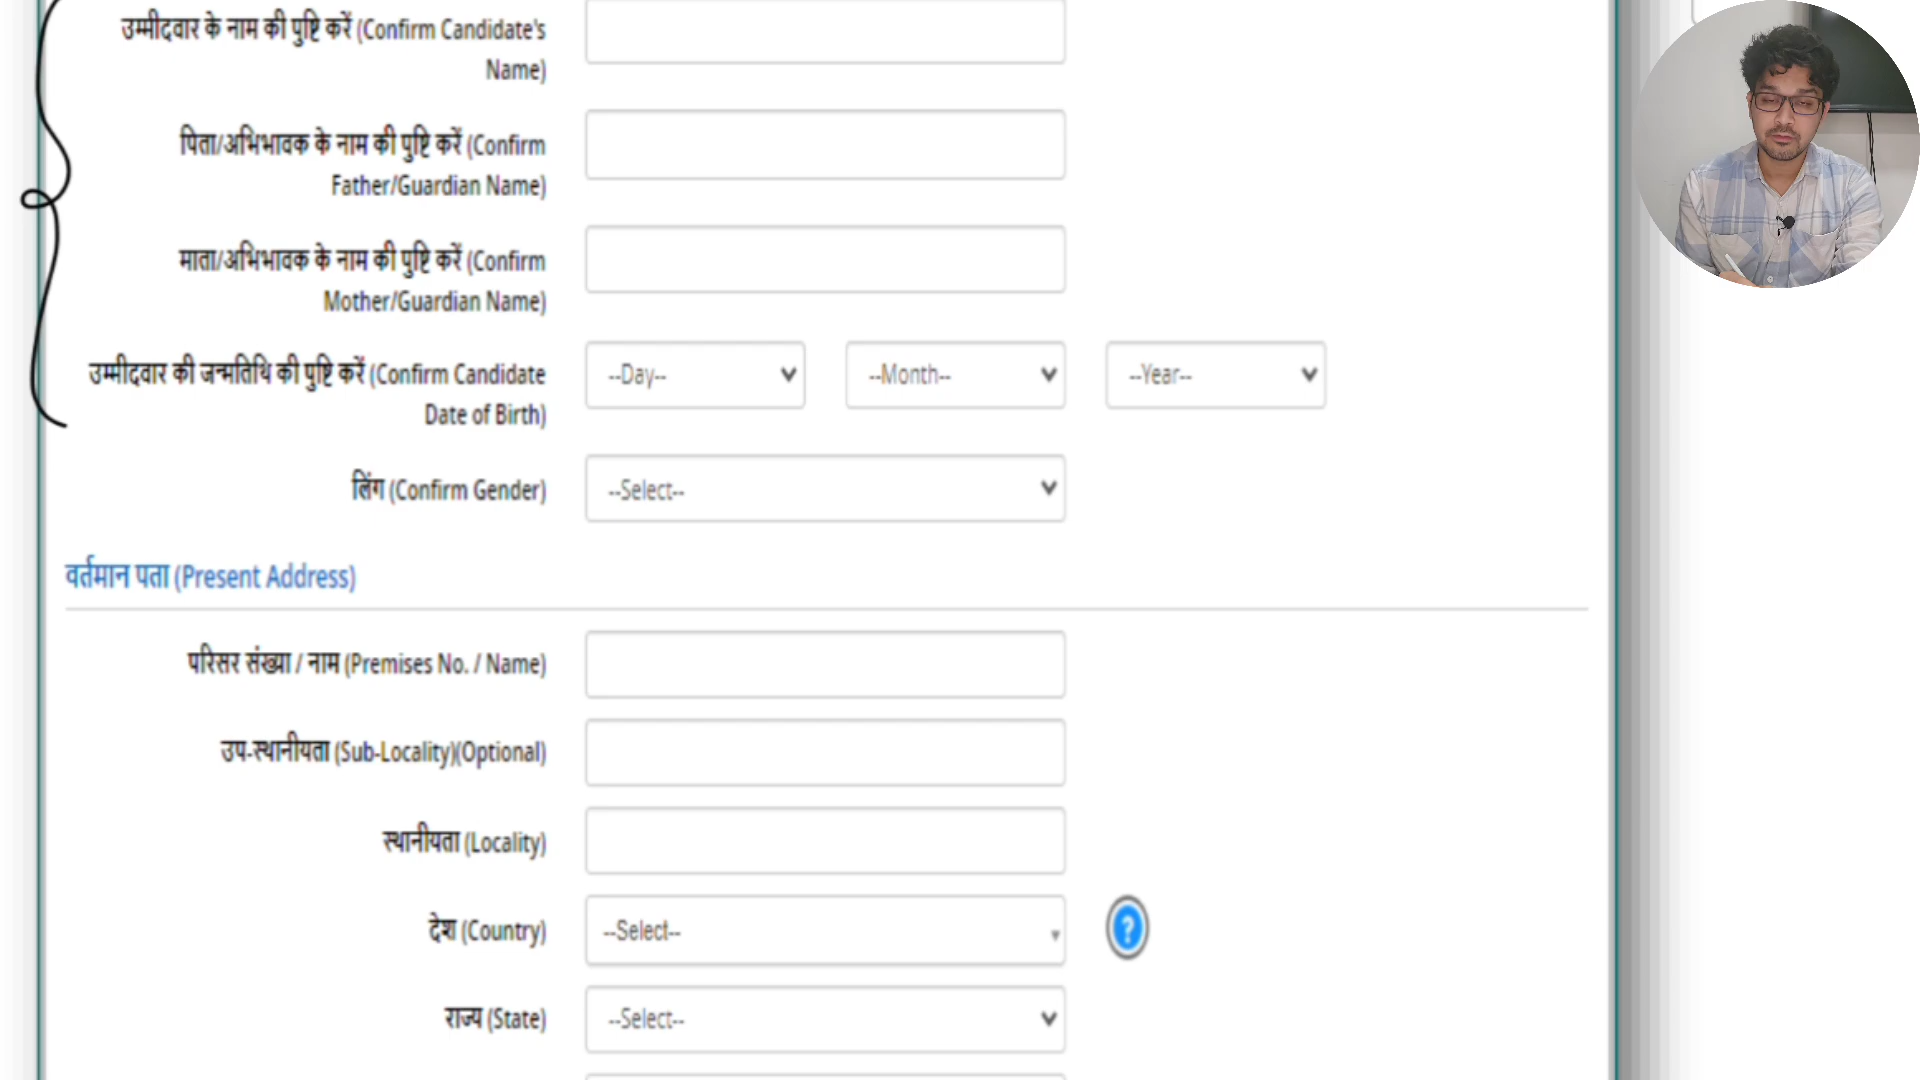 उम्मीदवार के नाम की पुष्टि करें (Confirm Candidate's
Name)
पिता/अभिभावक के नाम की पुष्टि करें (Confirm
Father/Guardian Name)
माता/अभिभावक के नाम की पुष्टि करें (Confirm
Mother/Guardian Name)
उम्मीदवार की जन्मतिथि की पुष्टि करें (Confirm Candidate
Date of Birth)
--Day-- --Month-- --Year--
लिंग (Confirm Gender) --Select--
वर्तमान पता (Present Address)
परिसर संख्या / नाम (Premises No. / Name)
उप-स्थानीयता (Sub-Locality)(Optional)
स्थानीयता (Locality)
देश (Country) --Select-- ?
राज्य (State) --Select--